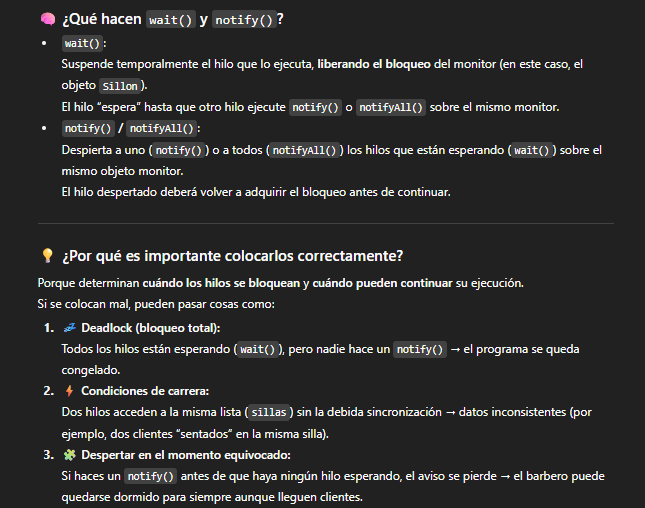 🧠 ¿Qué hacen wait() y notify()?
• wait():
Suspende temporalmente el hilo que lo ejecuta, liberando el bloqueo del monitor (en este caso, el
objeto Sillon).
El hilo “espera” hasta que otro hilo ejecute notify() o notifyAll() sobre el mismo monitor.
• notify() / notifyAll():
Despierta a uno (notify()) o a todos (notifyAll()) los hilos que están esperando (wait()) sobre el
mismo objeto monitor.
El hilo despertado deberá volver a adquirir el bloqueo antes de continuar.
💡 ¿Por qué es importante colocarlos correctamente?
Porque determinan cuándo los hilos se bloquean y cuándo pueden continuar su ejecución.
Si se colocan mal, pueden pasar cosas como:
1. 💤 Deadlock (bloqueo total):
Todos los hilos están esperando (wait()), pero nadie hace un notify() → el programa se queda
congelado.
2. ⚡ Condiciones de carrera:
Dos hilos acceden a la misma lista (sillas) sin la debida sincronización → datos inconsistentes (por
ejemplo, dos clientes “sentados” en la misma silla).
3. 🧩 Despertar en el momento equivocado:
Si haces un notify() antes de que haya ningún hilo esperando, el aviso se pierde → el barbero puede
quedarse dormido para siempre aunque lleguen clientes.